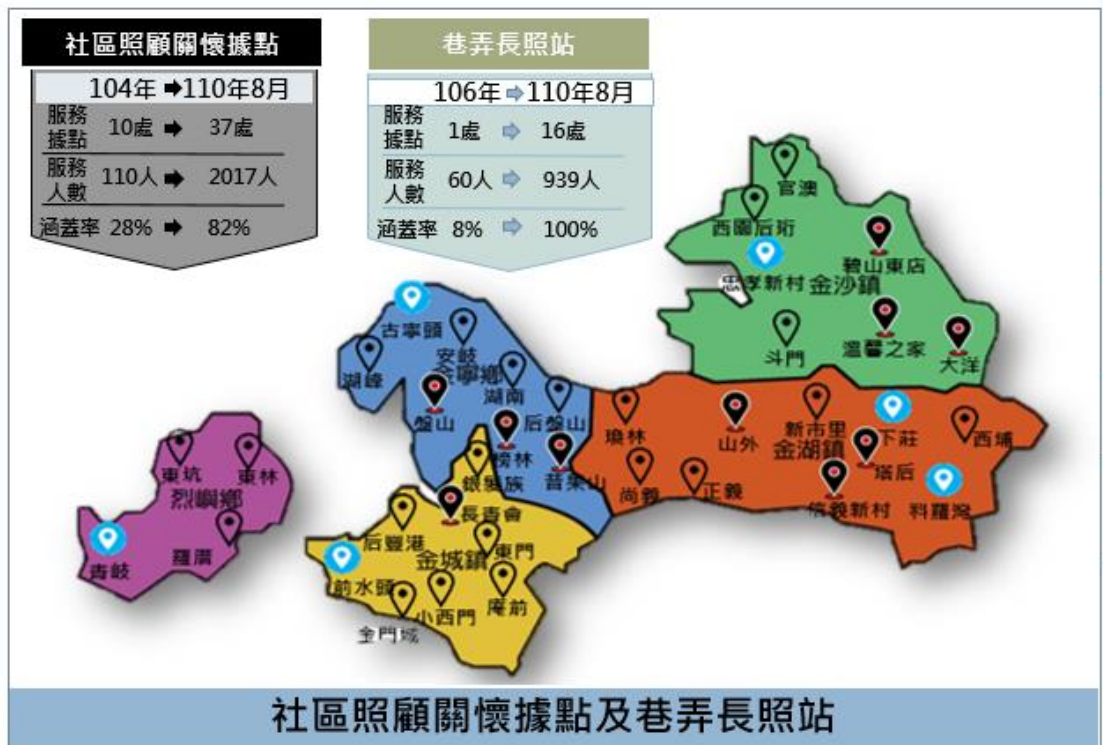 社區照顧關懷據點
104年➡110年8月
服務據點 10處 ➡ 37處
服務人數 110人➡ 2017人
涵蓋率 28% ➡ 82%
巷弄長照站
106年⇨110年8月
服務據點 1處 ⇨ 16處
服務人數 60人 ⇨ 939人
涵蓋率 8% ⇨ 100%
官澳
西園后珩
碧山東店
忠孝新村
金沙鎮
斗門
溫馨之家
大洋
古寧頭
安岐
金寧鄉
湖峰
湖南
盤山
后盤山
榜林
昔果山
瓊林
山外
新市里
下莊
西埔
金湖鎮
塔后
尚義
正義
信義新村
料羅灣
銀髮族
長青會
后豐港
東門
金城鎮
前水頭
小西門
庵前
金門城
東坑
東林
烈嶼鄉
羅厝
青岐
社區照顧關懷據點及巷弄長照站